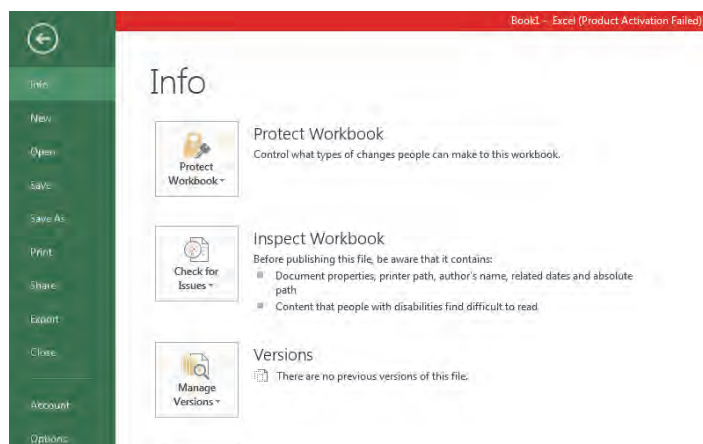 Book1 - Excel (Product Activation Failed)
Info
New
Open
Save
Save As
Print
Share
Export
Close
Account
Options
Info
Protect Workbook
Protect Workbook
Control what types of changes people can make to this workbook.
Check for Issues
Inspect Workbook
Before publishing this file, be aware that it contains:
Document properties, printer path, author's name, related dates and absolute
path
Content that people with disabilities find difficult to read
Manage Versions
Versions
There are no previous versions of this file.